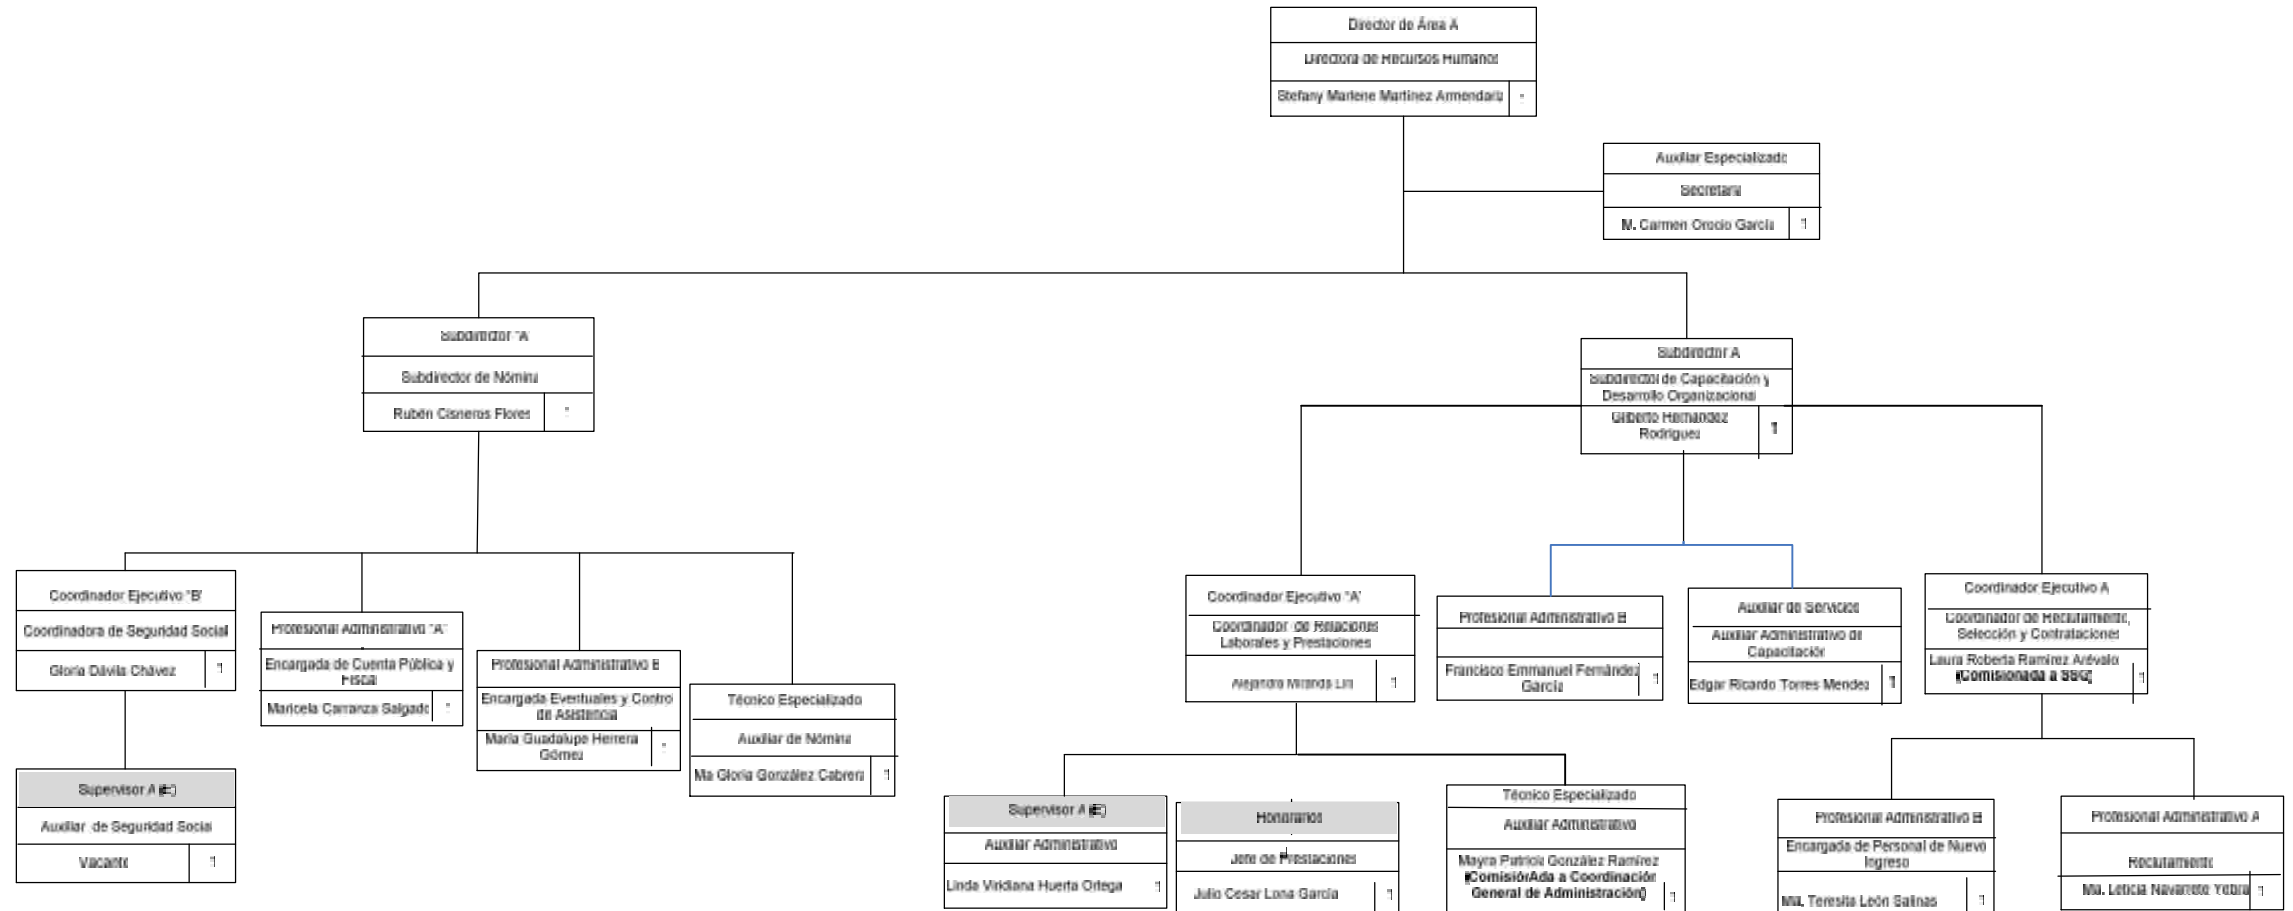 Director de Área A
Directora de Recursos Humanos
Stefany Marlene Martínez Armendariz
Auxiliar Especializado
Secretaria
M. Carmen Orocio García
1
Subdirector "A"
Subdirector de Nómina
Rubén Cisneros Flores
Subdirector A
Subdirector de Capacitación y
Desarrollo Organizacional
Gilberto Hernández
Rodríguez
1
Coordinador Ejecutivo "B"
Coordinadora de Seguridad Social
Gloria Dávila Chávez
1
Profesional Administrativo "A"
Encargada de Cuenta Pública y
Fiscal
Maricela Carranza Salgado
Profesional Administrativo B
Encargada Eventuales y Control
de Asistencia
María Guadalupe Herrera
Gómez
Técnico Especializado
Auxiliar de Nómina
Ma Gloria González Cabrera
1
Supervisor A
Auxiliar de Seguridad Social
Vacante
1
Coordinador Ejecutivo "A"
Coordinador de Relaciones
Laborales y Prestaciones
Alejandro Miranda
1
Profesional Administrativo B
Francisco Emmanuel Fernández
García
1
Auxiliar de Servicios
Auxiliar Administrativo de
Capacitación
Edgar Ricardo Torres Mendez
1
Coordinador Ejecutivo A
Coordinador de Reclutamiento,
Selección y Contrataciones
Laura Roberta Ramírez Arévalo
(Comisionada a SSG)
1
Supervisor A
Auxiliar Administrativo
Linda Viridiana Huerta Ortega
1
Honorarios
Jefe de Prestaciones
Julio Cesar Lona García
1
Técnico Especializado
Auxiliar Administrativo
Mayra Patricia González Ramírez
(ComisiórAda a Coordinación
General de Administración)
1
Profesional Administrativo B
Encargada de Personal de Nuevo
Ingreso
Ma. Teresita León Salinas
1
Profesional Administrativo A
Reclutamiento
Ma. Leticia Navarrete Yebra
1